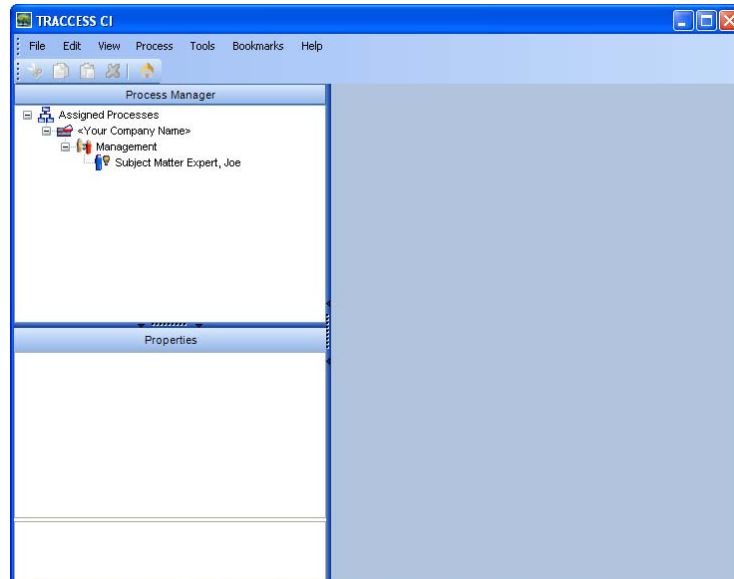 TRACCESS CI
File Edit View Process Tools Bookmarks Help
Process Manager
Assigned Processes
<Your Company Name>
Management
Subject Matter Expert, Joe
Properties